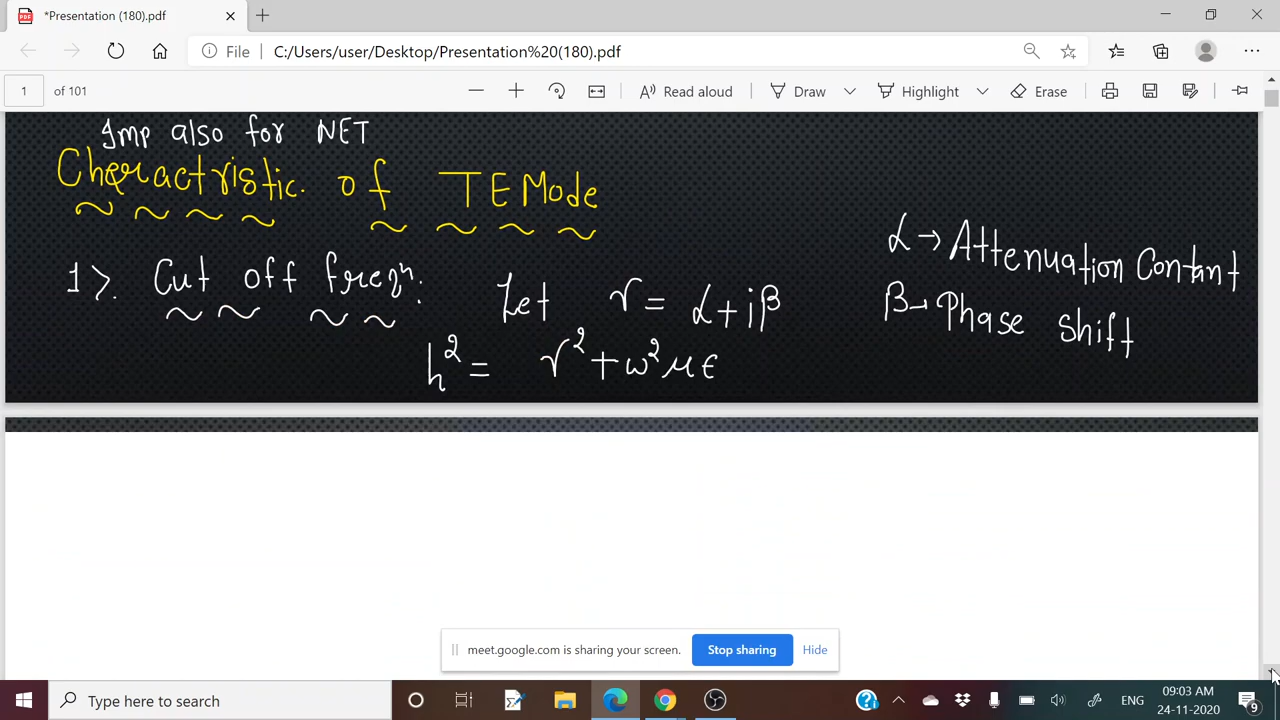 *Presentation (180).pdf
File C:/Users/user/Desktop/Presentation%20(180).pdf
1 of 101 Read aloud Draw Highlight Erase
Imp also for NET
Charactristic. of TE Mode
1>. Cut off freqn:
Let γ = α + iβ
α → Attenuation Contant
β → Phase Shift
h² = γ² + ω²με
meet.google.com is sharing your screen. Stop sharing Hide
Type here to search
ENG
09:03 AM
24-11-2020
9